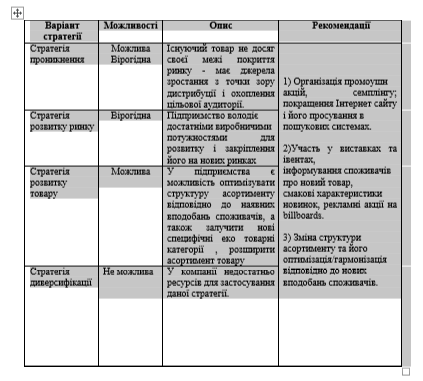 Варіант Можливості Опис Рекомендації
стратегії
Стратегія Можлива Існуючий товар не досяг
проникнення Вірогідна своєї межі покриття
ринку - має джерела
зростання з точки зору
дистрибуції і охоплення
цільової аудиторії.
Стратегія Вірогідна Підприємство володіє
розвитку ринку достатніми виробничими
потужностями для
розвитку і закріплення
його на нових ринках
Стратегія Можлива У підприємства є
розвитку можливість оптимізувати
товару структуру асортименту
відповідно до наявних
вподобань споживачів, а
також залучити нові
специфічні еко товарні
категорії , розширити
асортимент товару
Стратегія Не можлива У компанії недостатньо
диверсифікації ресурсів для застосування
даної стратегії.
1) Організація промоушн
акцій, семплінгу;
покращення Інтернет сайту
і його просування в
пошукових системах.
2)Участь у виставках та
івентах,
інформування споживачів
про новий товар,
смакові характеристики
новинок, рекламні акції на
billboards.
3) Зміна структури
асортименту та його
оптимізація/гармонізація
відповідно до нових
вподобань споживачів.